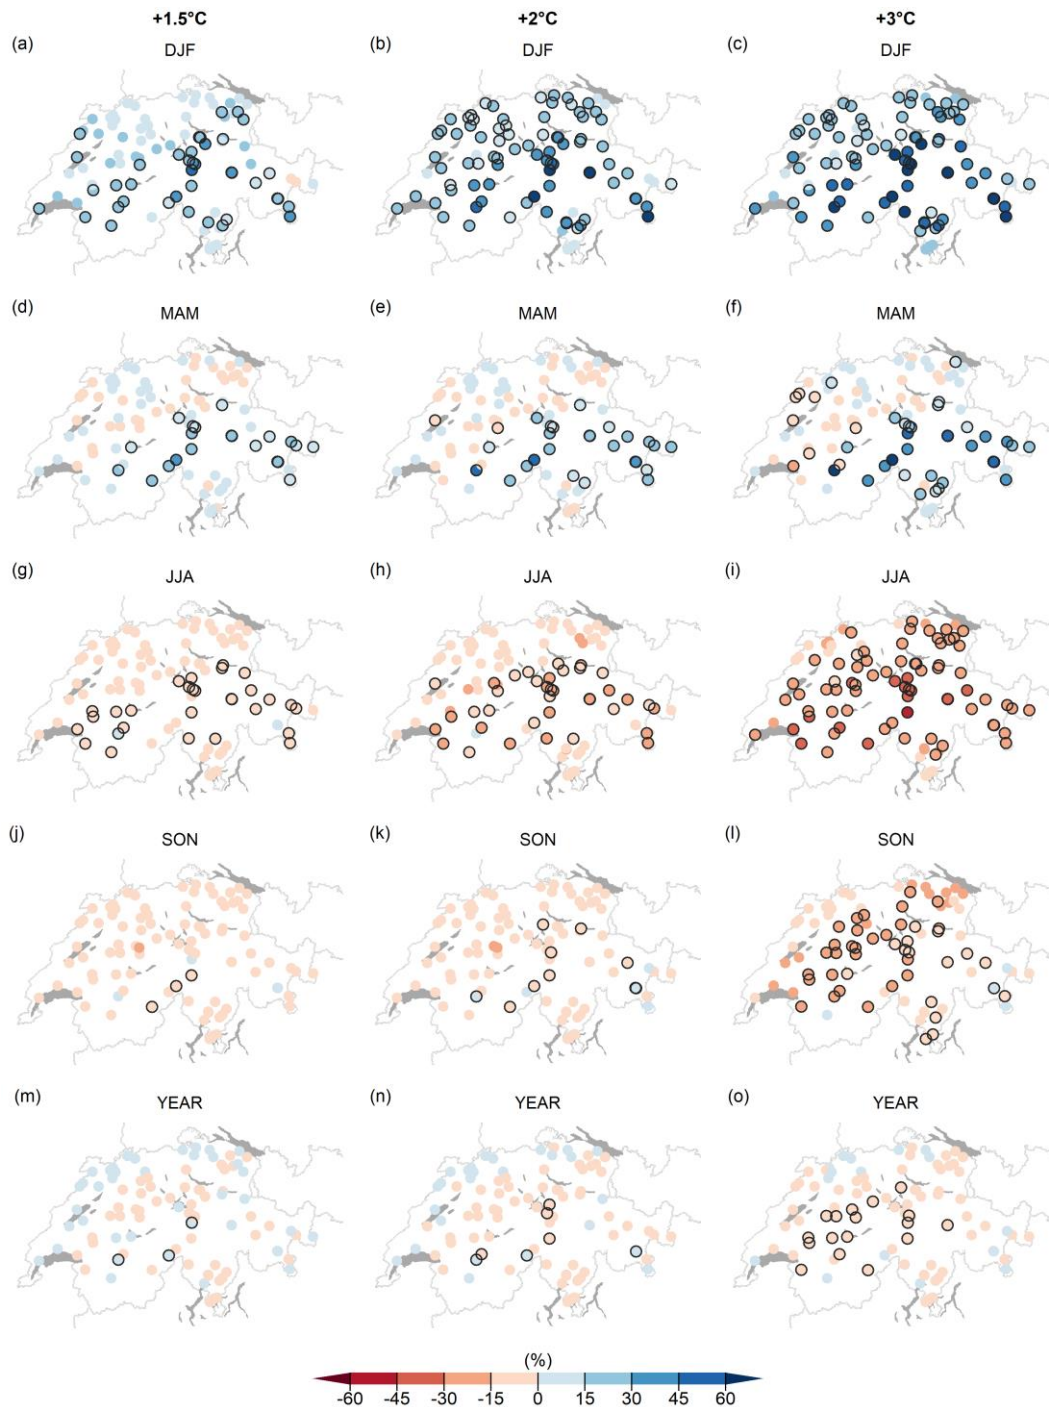 +1.5°C +2°C +3°C
(a) (b) (c)
DJF DJF DJF
(d) (e) (f)
MAM MAM MAM
(g) (h) (i)
JJA JJA JJA
(j) (k) (l)
SON SON SON
(m) (n) (o)
YEAR YEAR YEAR
(%)
-60 -45 -30 -15 0 15 30 45 60